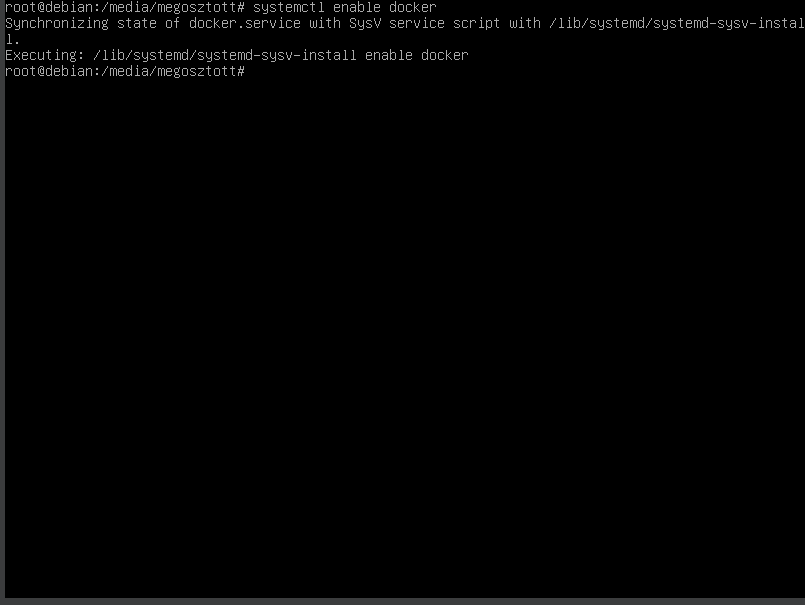 root@debian:/media/megosztott# systemctl enable docker
Synchronizing state of docker.service with SysV service script with /lib/systemd/systemd-sysv-instal
l.
Executing: /lib/systemd/systemd-sysv-install enable docker
root@debian:/media/megosztott#